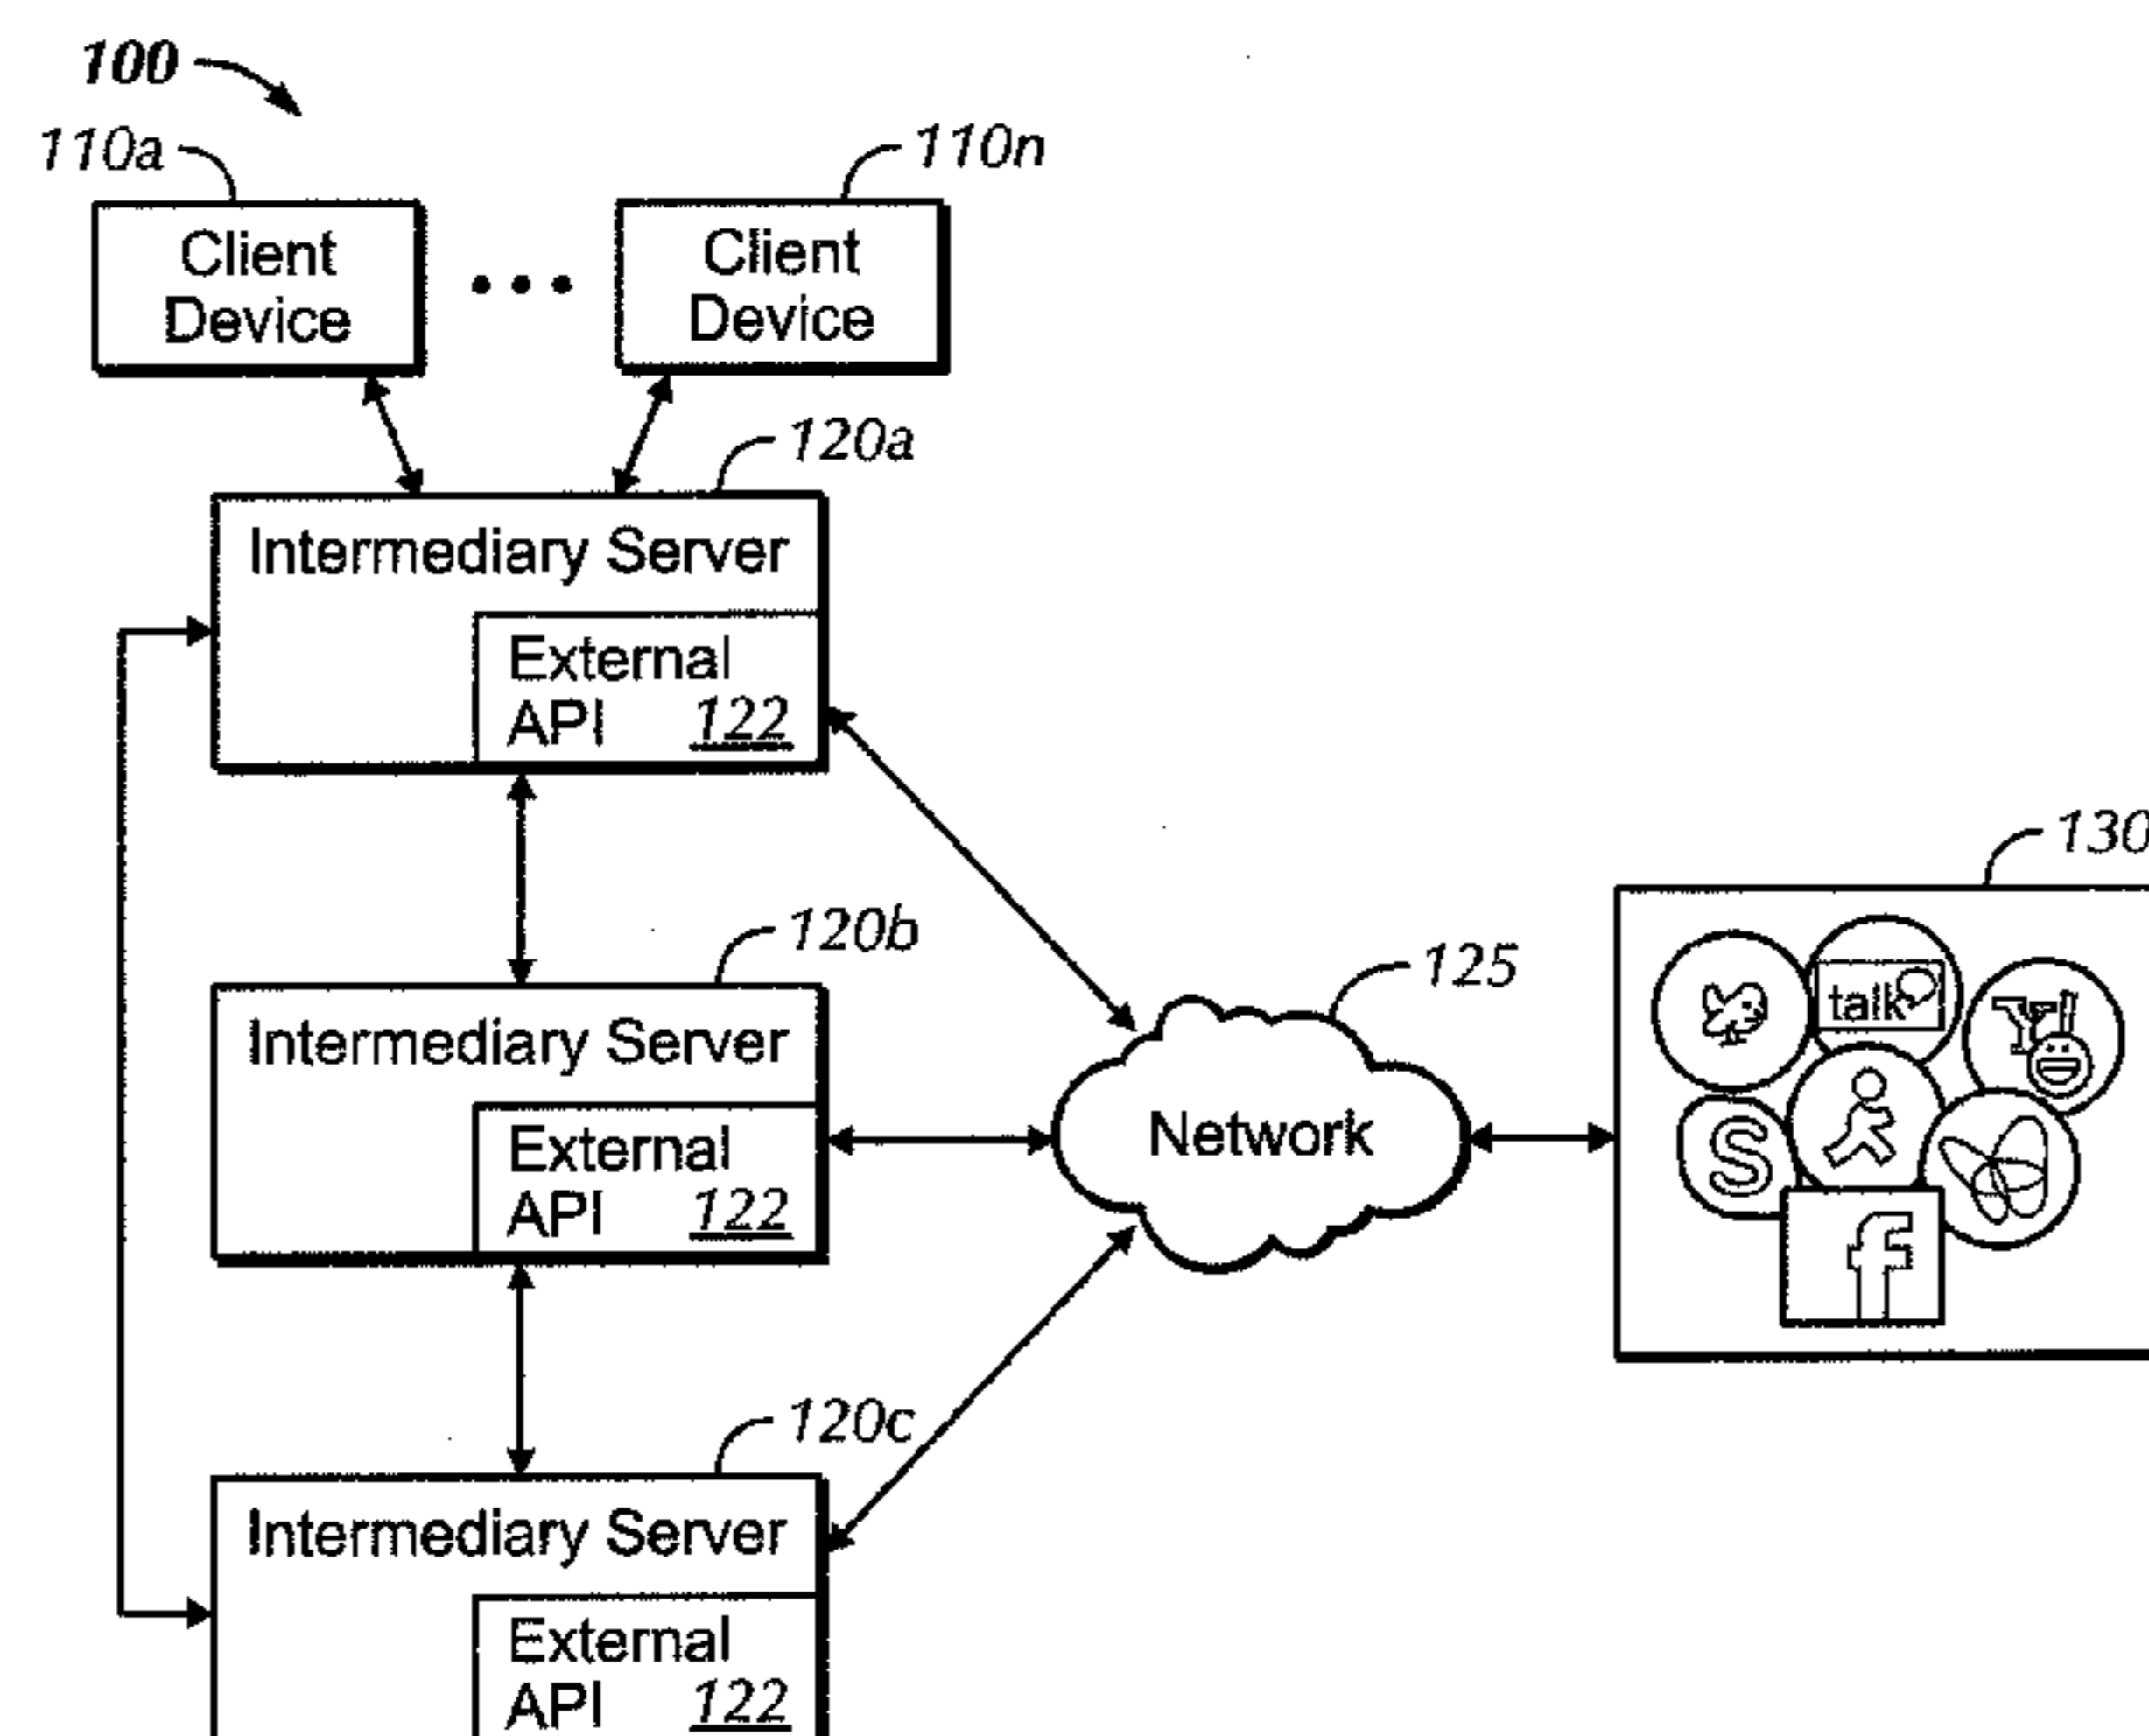 100
110a
110n
Client
Device
Client
Device
120a
Intermediary Server
External
API 122
130
120b
125
talk
Y!
Intermediary Server
External
API 122
Network
S
f
120c
Intermediary Server
External
API 122